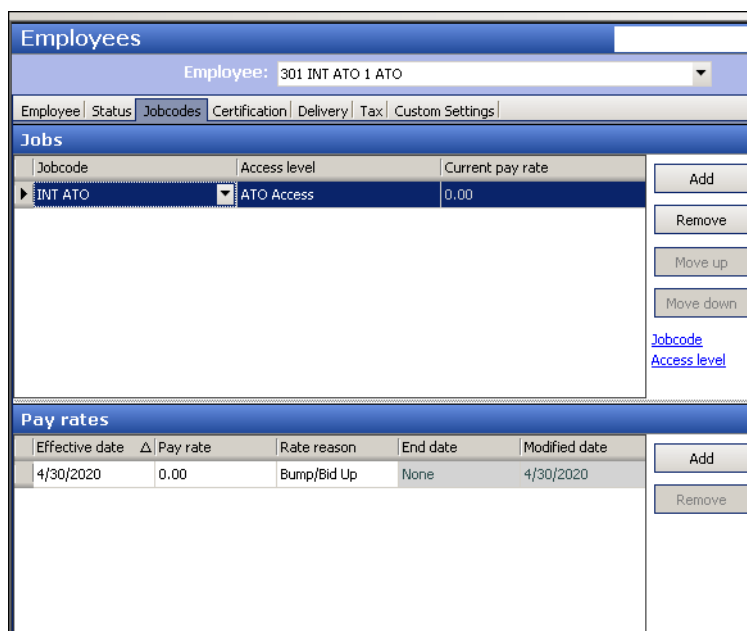 Employees
Employee: 301 INT ATO 1 ATO
Employee Status Jobcodes Certification Delivery Tax Custom Settings
Jobs
Jobcode Access level Current pay rate
INT ATO ATO Access 0.00
Add
Remove
Move up
Move down
Jobcode
Access level
Pay rates
Effective date Pay rate Rate reason End date Modified date
4/30/2020 0.00 Bump/Bid Up None 4/30/2020
Add
Remove